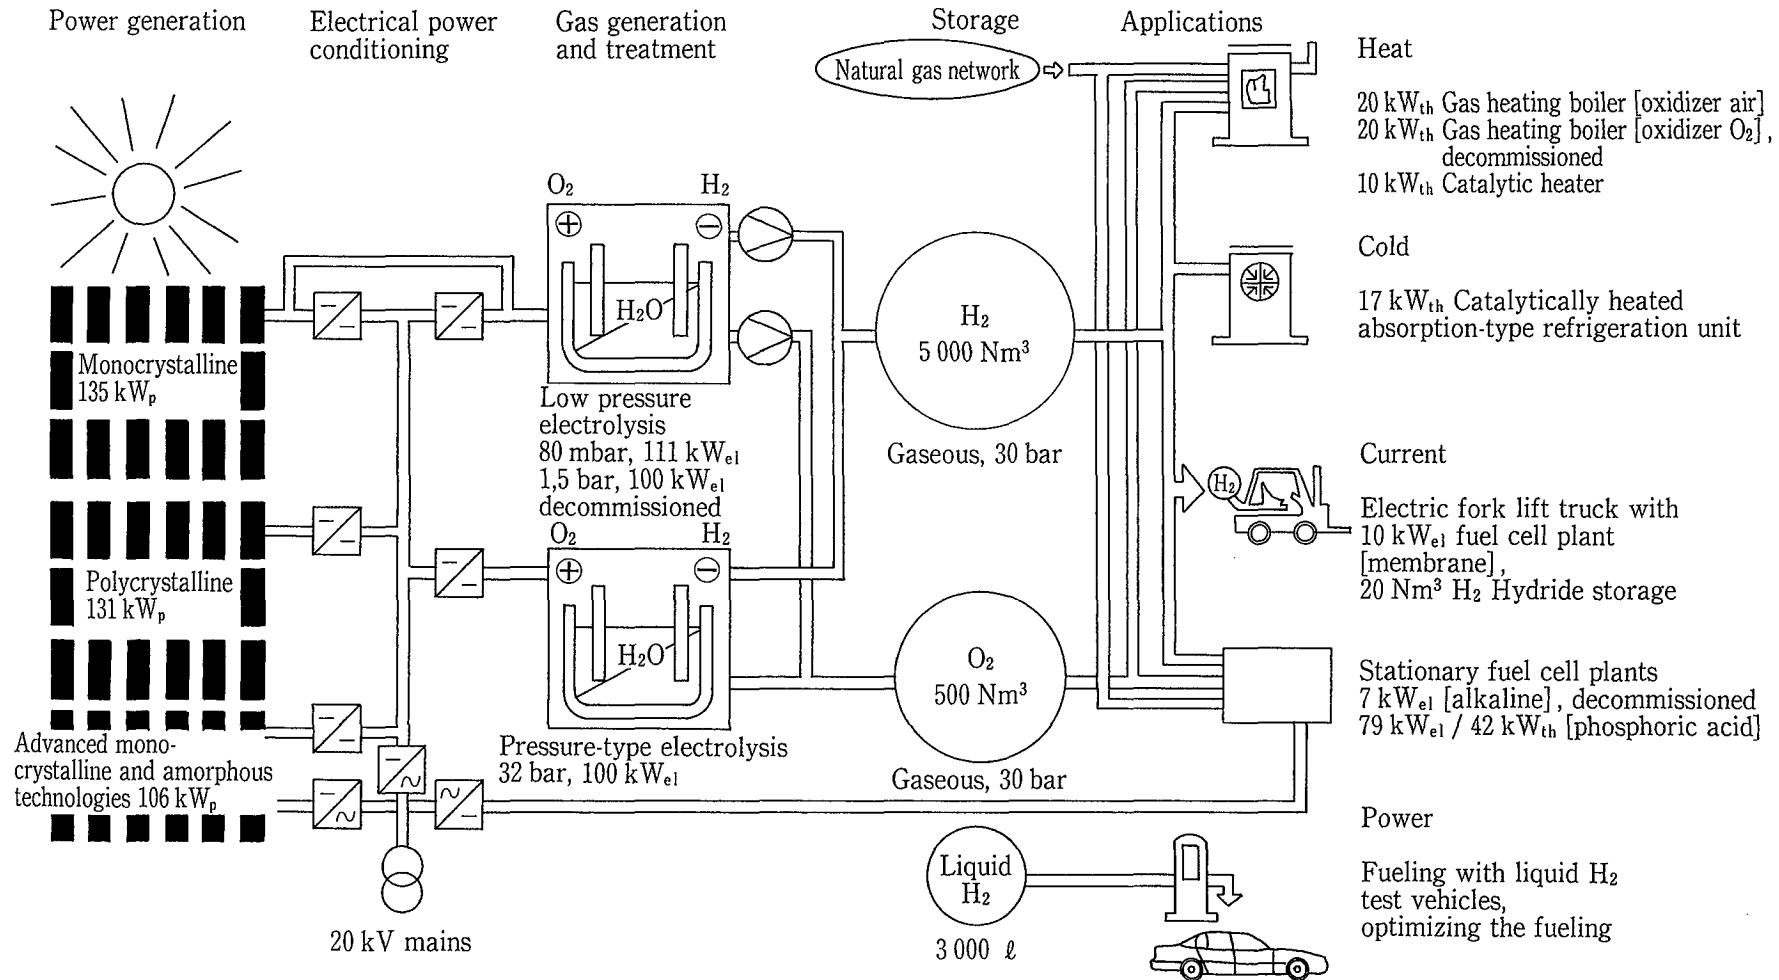 Power generation
Electrical power
conditioning
Gas generation
and treatment
Storage
Applications
Natural gas network
Heat
20 kWth Gas heating boiler [oxidizer air]
20 kWth Gas heating boiler [oxidizer O2],
decommissioned
10 kWth Catalytic heater
O2
H2
+
−
H2O
Cold
17 kWth Catalytically heated
absorption-type refrigeration unit
Monocrystalline
135 kWp
Low pressure
electrolysis
80 mbar, 111 kWel
1,5 bar, 100 kWel
decommissioned
H2
5 000 Nm³
Gaseous, 30 bar
Current
H2
Electric fork lift truck with
10 kWel fuel cell plant
[membrane],
20 Nm³ H2 Hydride storage
Polycrystalline
131 kWp
O2
H2
+
−
H2O
O2
500 Nm³
Gaseous, 30 bar
Stationary fuel cell plants
7 kWel [alkaline], decommissioned
79 kWel / 42 kWth [phosphoric acid]
Advanced mono-
crystalline and amorphous
technologies 106 kWp
Pressure-type electrolysis
32 bar, 100 kWel
20 kV mains
Liquid
H2
3 000 ℓ
Power
Fueling with liquid H2
test vehicles,
optimizing the fueling